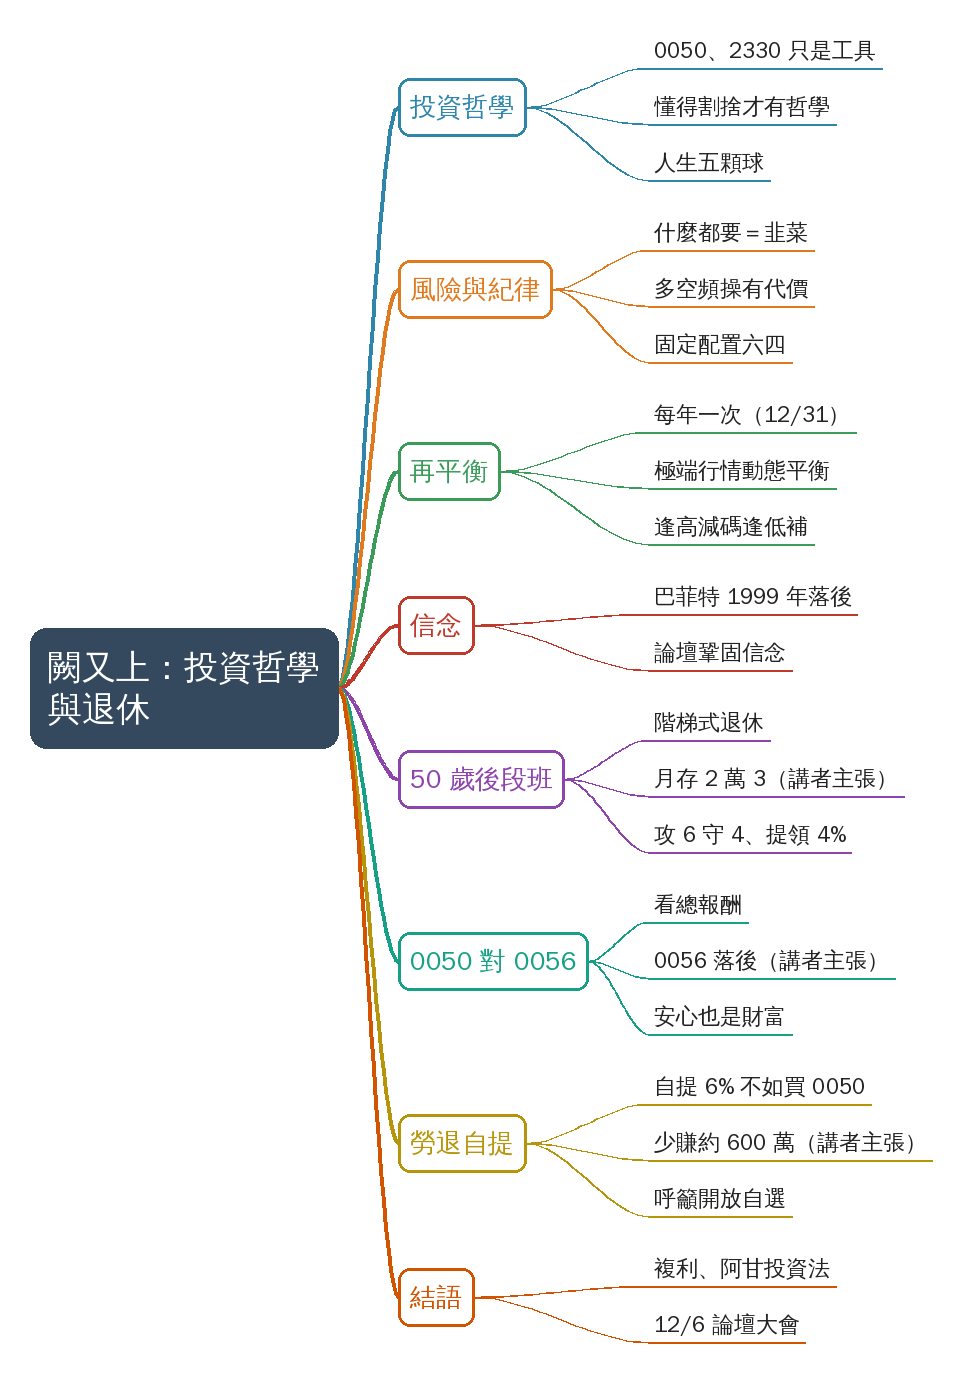 闕又上：投資哲學
與退休
投資哲學
0050、2330 只是工具
懂得割捨才有哲學
人生五顆球
風險與紀律
什麼都要＝韭菜
多空頻操有代價
固定配置六四
再平衡
每年一次（12/31）
極端行情動態平衡
逢高減碼逢低補
信念
巴菲特 1999 年落後
論壇鞏固信念
50 歲後段班
階梯式退休
月存 2 萬 3（講者主張）
攻 6 守 4、提領 4%
0050 對 0056
看總報酬
0056 落後（講者主張）
安心也是財富
勞退自提
自提 6% 不如買 0050
少賺約 600 萬（講者主張）
呼籲開放自選
結語
複利、阿甘投資法
12/6 論壇大會